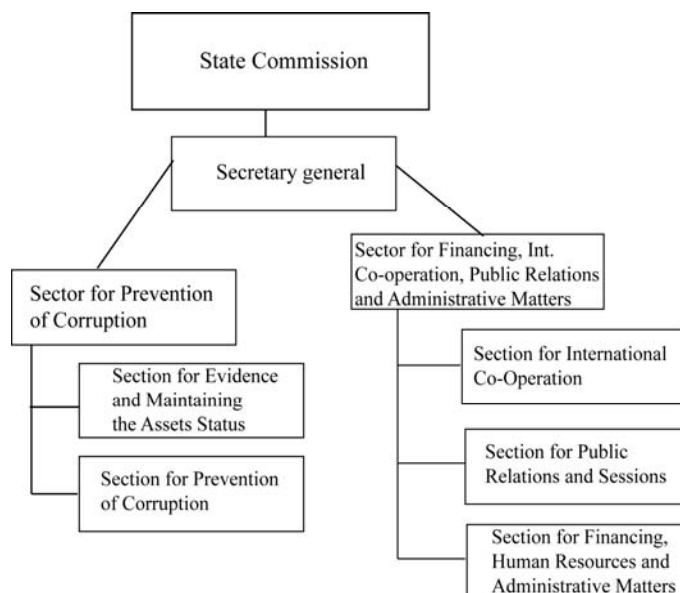 State Commission
Secretary general
Sector for Prevention
of Corruption
Section for Evidence
and Maintaining
the Assets Status
Section for Prevention
of Corruption
Sector for Financing, Int.
Co-operation, Public Relations
and Administrative Matters
Section for International
Co-Operation
Section for Public
Relations and Sessions
Section for Financing,
Human Resources and
Administrative Matters